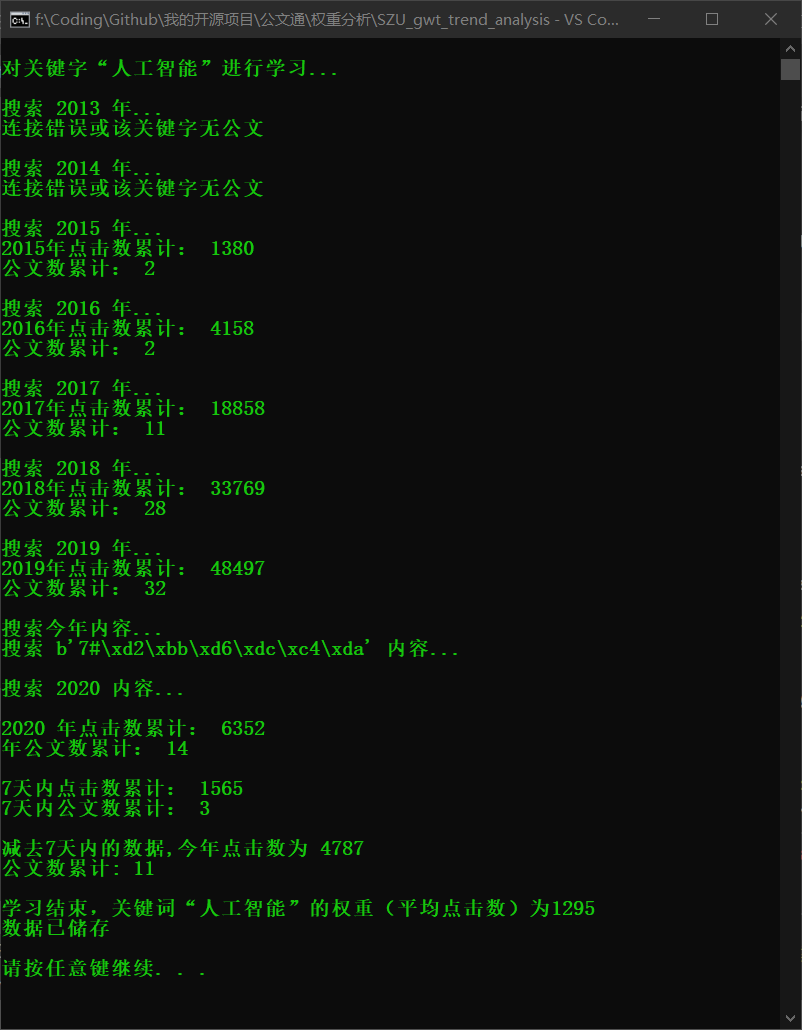 f:\Coding\Github\我的开源项目\公文通\权重分析\SZU_gwt_trend_analysis - VS Co...
对关键字“人工智能”进行学习...
搜索 2013 年...
连接错误或该关键字无公文
搜索 2014 年...
连接错误或该关键字无公文
搜索 2015 年...
2015年点击数累计： 1380
公文数累计： 2
搜索 2016 年...
2016年点击数累计： 4158
公文数累计： 2
搜索 2017 年...
2017年点击数累计： 18858
公文数累计： 11
搜索 2018 年...
2018年点击数累计： 33769
公文数累计： 28
搜索 2019 年...
2019年点击数累计： 48497
公文数累计： 32
搜索今年内容...
搜索 b'7#\xd2\xbb\xd6\xdc\xc4\xda' 内容...
搜索 2020 内容...
2020 年点击数累计： 6352
年公文数累计： 14
7天内点击数累计： 1565
7天内公文数累计： 3
减去7天内的数据,今年点击数为 4787
公文数累计: 11
学习结束，关键词“人工智能”的权重（平均点击数）为1295
数据已储存
请按任意键继续. . .